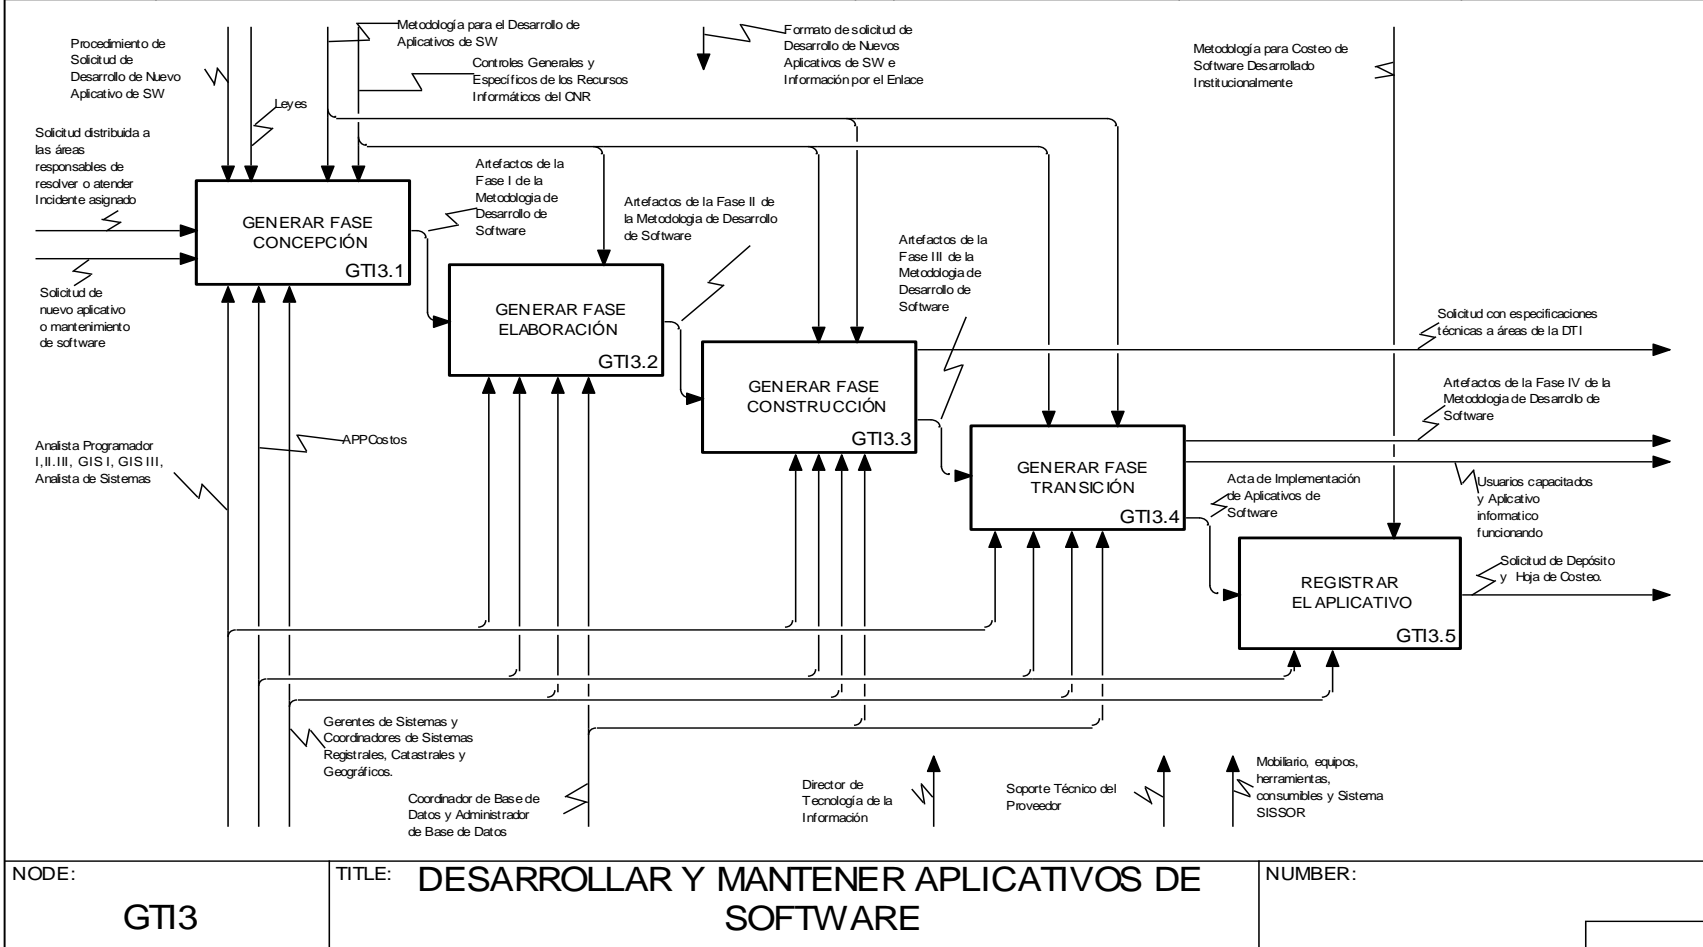 Procedimiento de
Solicitud de
Desarrollo de Nuevo
Aplicativo de SW
Leyes
Metodología para el Desarrollo de
Aplicativos de SW
Controles Generales y
Específicos de los Recursos
Informáticos del CNR
Formato de solicitud de
Desarrollo de Nuevos
Aplicativos de SW e
Información por el Enlace
Metodología para Costeo de
Software Desarrollado
Institucionalmente
Solicitud distribuida a
las áreas
responsables de
resolver o atender
Incidente asignado
Solicitud de
nuevo aplicativo
o mantenimiento
de software
GENERAR FASE
CONCEPCIÓN
GTI3.1
Artefactos de la
Fase I de la
Metodologia de
Desarrollo de
Software
GENERAR FASE
ELABORACIÓN
GTI3.2
Artefactos de la Fase II de
la Metodologia de Desarrollo
de Software
GENERAR FASE
CONSTRUCCIÓN
GTI3.3
Artefactos de la
Fase III de la
Metodologia de
Desarrollo de
Software
GENERAR FASE
TRANSICIÓN
GTI3.4
Solicitud con especificaciones
técnicas a áreas de la DTI
Artefactos de la Fase IV de la
Metodologia de Desarrollo de
Software
Usuarios capacitados
y Aplicativo
informatico
funcionando
Acta de Implementación
de Aplicativos de
Software
REGISTRAR
EL APLICATIVO
GTI3.5
Solicitud de Depósito
y Hoja de Costeo.
Analista Programador
I,II.III, GIS I, GIS III,
Analista de Sistemas
APPCostos
Gerentes de Sistemas y
Coordinadores de Sistemas
Registrales, Catastrales y
Geográficos.
Coordinador de Base de
Datos y Administrador
de Base de Datos
Director de
Tecnología de la
Información
Soporte Técnico del
Proveedor
Mobiliario, equipos,
herramientas,
consumibles y Sistema
SISSOR
NODE:
GTI3
TITLE:
DESARROLLAR Y MANTENER APLICATIVOS DE
SOFTWARE
NUMBER: